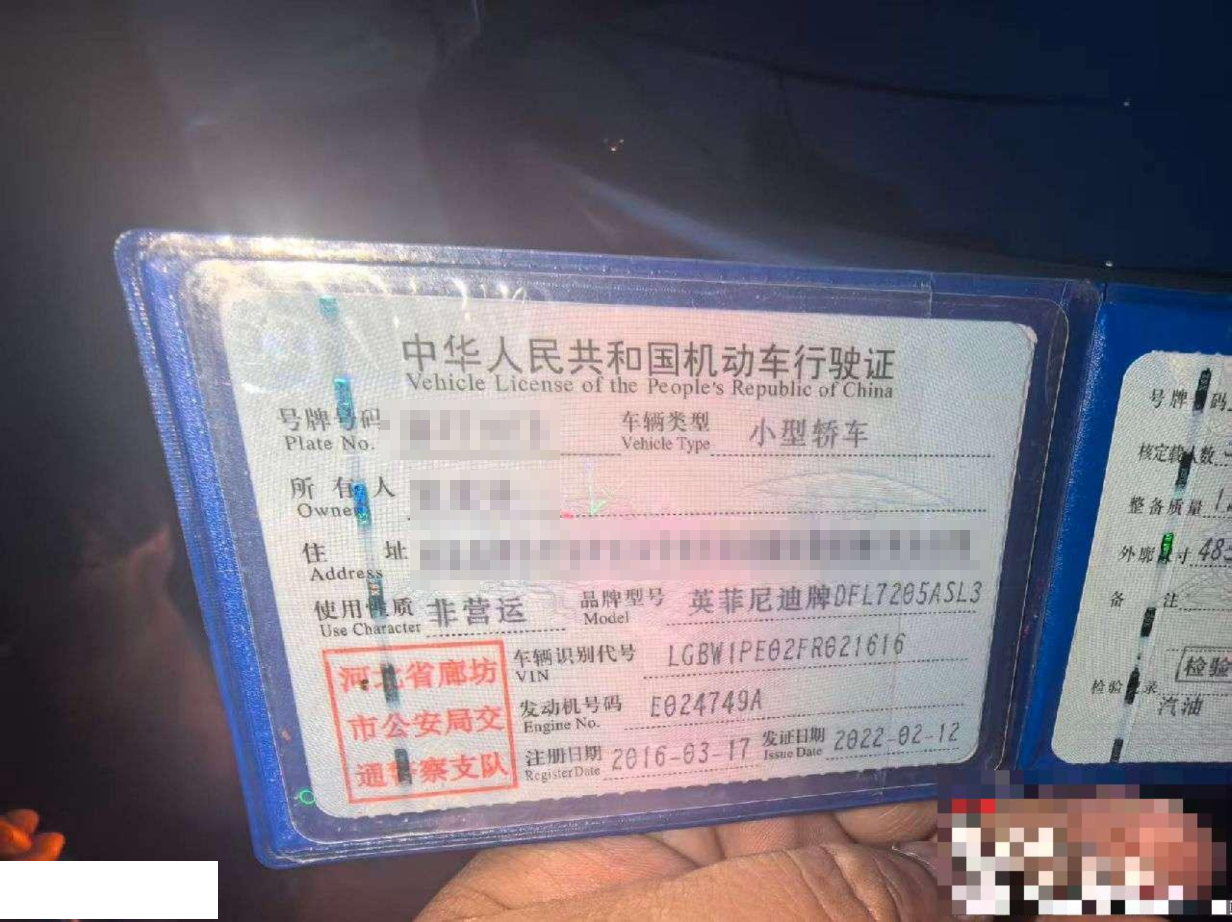 中华人民共和国机动车行驶证
Vehicle License of the People's Republic of China
号牌号码
Plate No.
车辆类型 小型轿车
Vehicle Type
所有人
Owner
住址
Address
使用性质 非营运
Use Character
品牌型号 英菲尼迪牌DFL7205ASL3
Model
河北省廊坊
市公安局交
通警察支队
车辆识别代号 LGBW1PE02FR021616
VIN
发动机号码 E024749A
Engine No.
注册日期 2016-03-17
Register Date
发证日期 2022-02-12
Issue Date
号牌号码
核定载人数
整备质量
外廓尺寸 48
备注
检验
检验记录
汽油